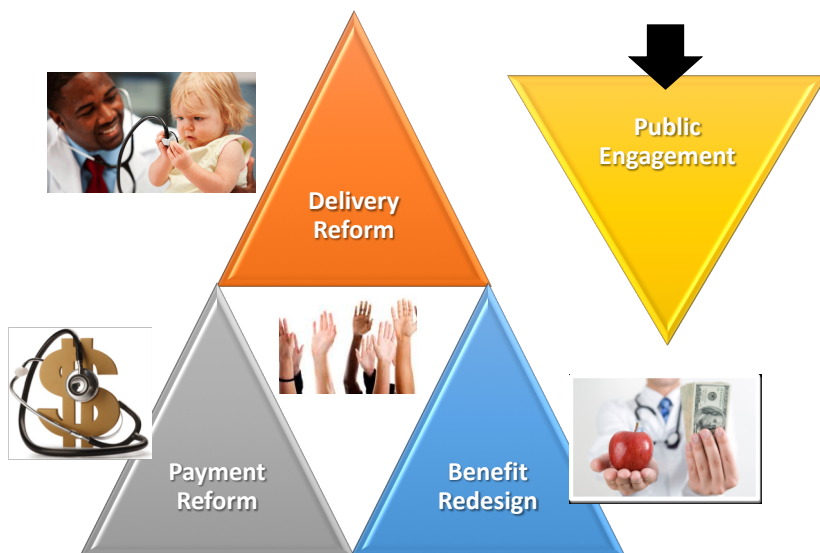 Public
Engagement
Delivery
Reform
Payment
Reform
Benefit
Redesign